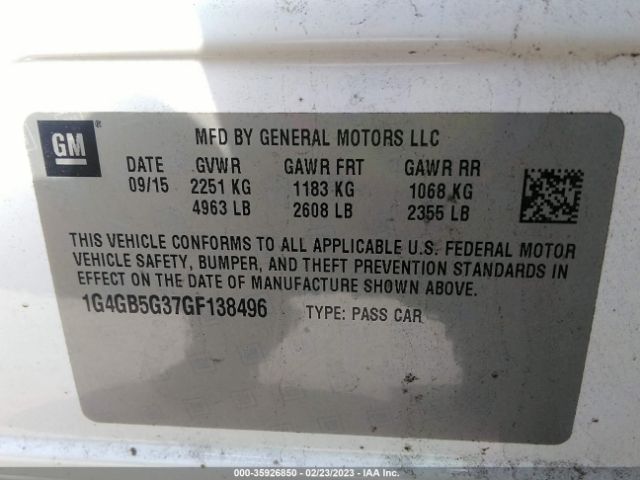 GM
®
MFD BY GENERAL MOTORS LLC
DATE GVWR GAWR FRT GAWR RR
09/15 2251 KG 1183 KG 1068 KG
4963 LB 2608 LB 2355 LB
THIS VEHICLE CONFORMS TO ALL APPLICABLE U.S. FEDERAL MOTOR
VEHICLE SAFETY, BUMPER, AND THEFT PREVENTION STANDARDS IN
EFFECT ON THE DATE OF MANUFACTURE SHOWN ABOVE.
1G4GB5G37GF138496 TYPE: PASS CAR
000-35926850 / 02/23/2023 - IAA Inc.